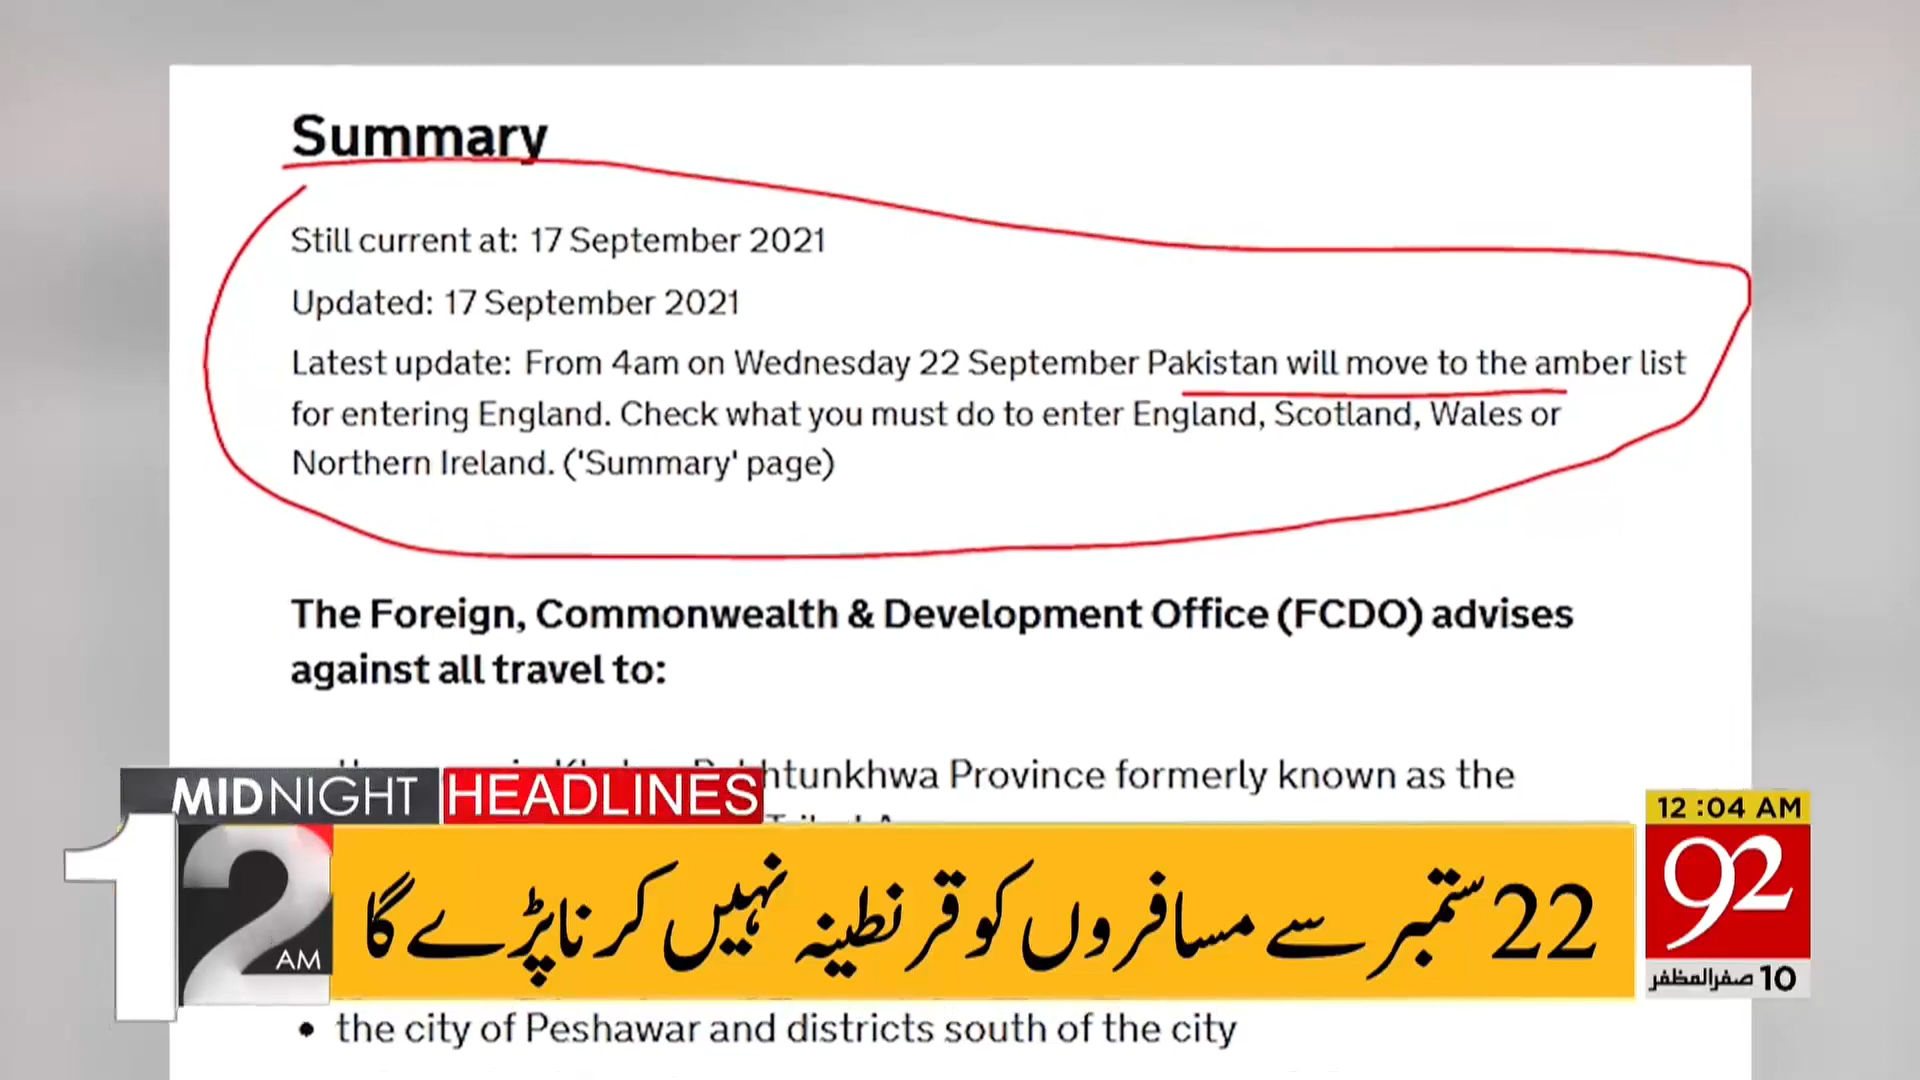 Summary
Still current at: 17 September 2021
Updated: 17 September 2021
Latest update: From 4am on Wednesday 22 September Pakistan will move to the amber list
for entering England. Check what you must do to enter England, Scotland, Wales or
Northern Ireland. ('Summary' page)
The Foreign, Commonwealth & Development Office (FCDO) advises
against all travel to:
Province formerly known as the
MIDNIGHT HEADLINES
12 AM
22 ستمبر سے مسافروں کو قرنطینہ نہیں کرنا پڑے گا
12 :04 AM
92
10 صفر المظفر
• the city of Peshawar and districts south of the city